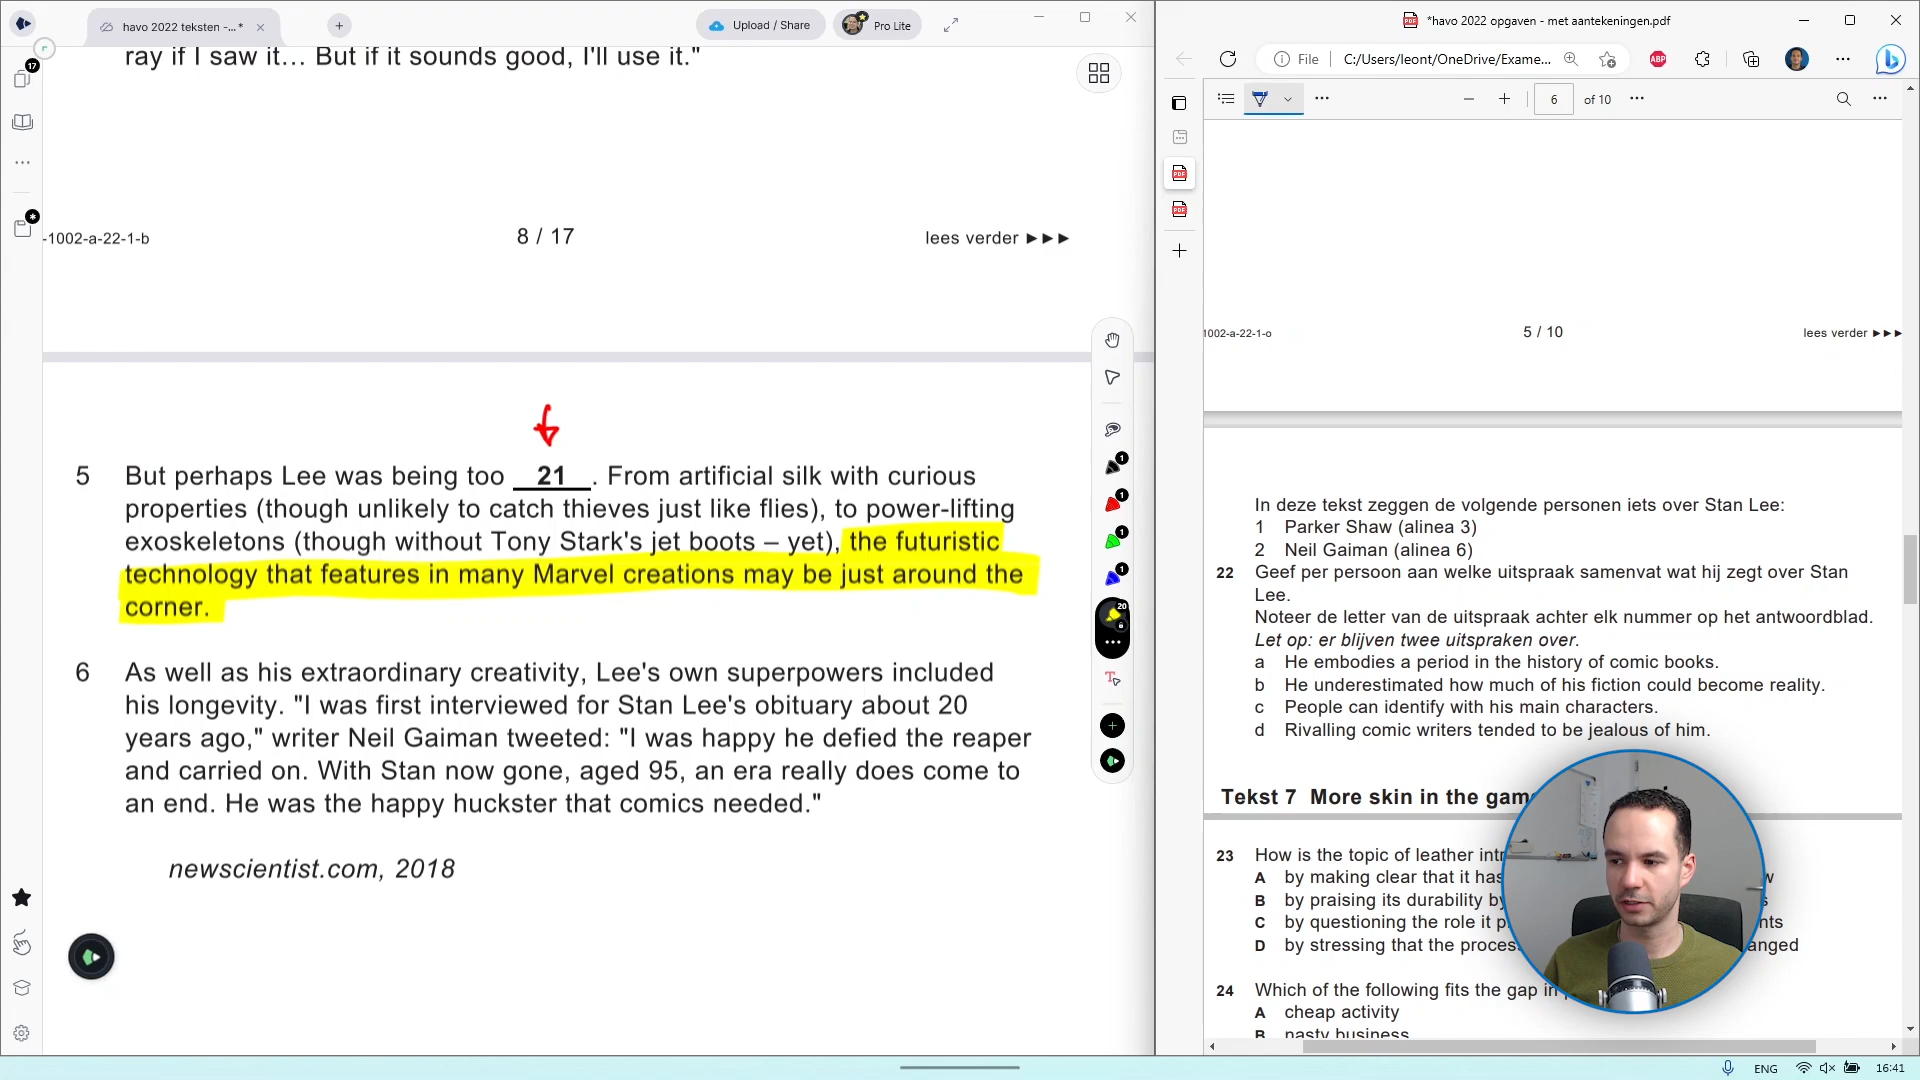 havo 2022 teksten -...*
Upload / Share
Pro Lite
17
ray if I saw it… But if it sounds good, I'll use it."
-1002-a-22-1-b
8 / 17
lees verder ►►►
5 But perhaps Lee was being too 21 . From artificial silk with curious
properties (though unlikely to catch thieves just like flies), to power-lifting
exoskeletons (though without Tony Stark's jet boots – yet), the futuristic
technology that features in many Marvel creations may be just around the
corner.
6 As well as his extraordinary creativity, Lee's own superpowers included
his longevity. "I was first interviewed for Stan Lee's obituary about 20
years ago," writer Neil Gaiman tweeted: "I was happy he defied the reaper
and carried on. With Stan now gone, aged 95, an era really does come to
an end. He was the happy huckster that comics needed."
newscientist.com, 2018
1
1
1
1
20
T
*havo 2022 opgaven - met aantekeningen.pdf
File C:/Users/leont/OneDrive/Exame...
ABP
6 of 10
1002-a-22-1-o
5 / 10
lees verder ►►►
In deze tekst zeggen de volgende personen iets over Stan Lee:
1 Parker Shaw (alinea 3)
2 Neil Gaiman (alinea 6)
22 Geef per persoon aan welke uitspraak samenvat wat hij zegt over Stan
Lee.
Noteer de letter van de uitspraak achter elk nummer op het antwoordblad.
Let op: er blijven twee uitspraken over.
a He embodies a period in the history of comic books.
b He underestimated how much of his fiction could become reality.
c People can identify with his main characters.
d Rivalling comic writers tended to be jealous of him.
Tekst 7 More skin in the gam
23 How is the topic of leather intr
A by making clear that it has
B by praising its durability by
C by questioning the role it p nts
D by stressing that the proces anged
24 Which of the following fits the gap in
A cheap activity
B nasty business
ENG
16:41